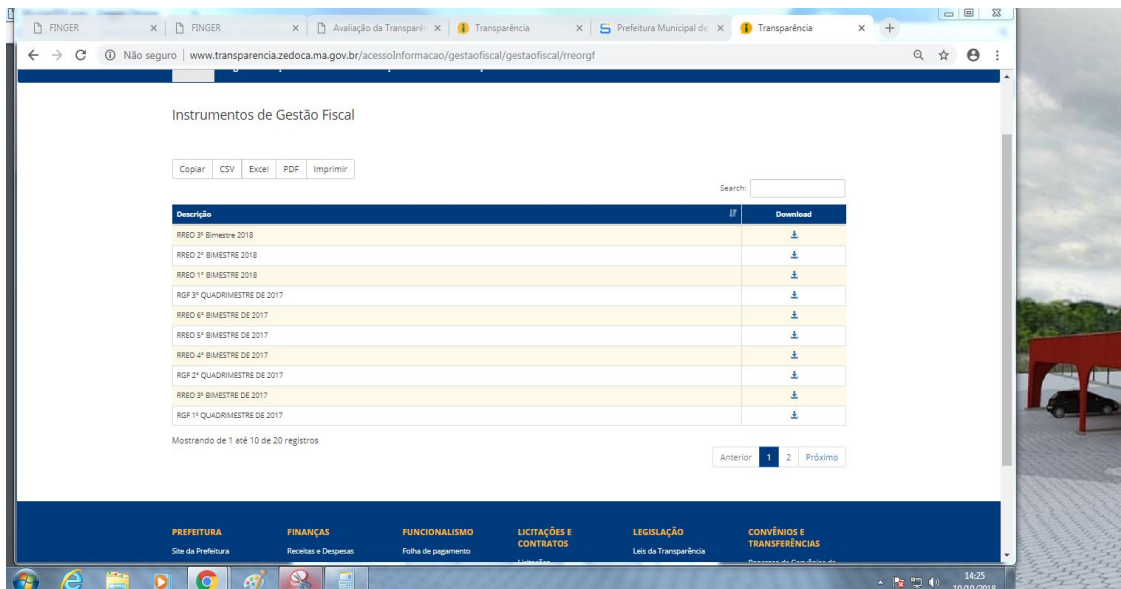 FINGER
FINGER
Avaliação da Transparên
Transparência
Prefeitura Municipal de
Transparência
Não seguro | www.transparencia.zedoca.ma.gov.br/acessoInformacao/gestaofiscal/gestaofiscal/rreorgf
Instrumentos de Gestão Fiscal
Copiar CSV Excel PDF Imprimir
Search:
Descrição Download
RREO 3º Bimestre 2018
RREO 2º BIMESTRE 2018
RREO 1º BIMESTRE 2018
RGF 3º QUADRIMESTRE DE 2017
RREO 6º BIMESTRE DE 2017
RREO 5º BIMESTRE DE 2017
RREO 4º BIMESTRE DE 2017
RGF 2º QUADRIMESTRE DE 2017
RREO 3º BIMESTRE DE 2017
RGF 1º QUADRIMESTRE DE 2017
Mostrando de 1 até 10 de 20 registros
Anterior 1 2 Próximo
PREFEITURA
Site da Prefeitura
FINANÇAS
Receitas e Despesas
FUNCIONALISMO
Folha de pagamento
LICITAÇÕES E
CONTRATOS
LEGISLAÇÃO
Leis da Transparência
CONVÊNIOS E
TRANSFERÊNCIAS
14:25
10/10/2018